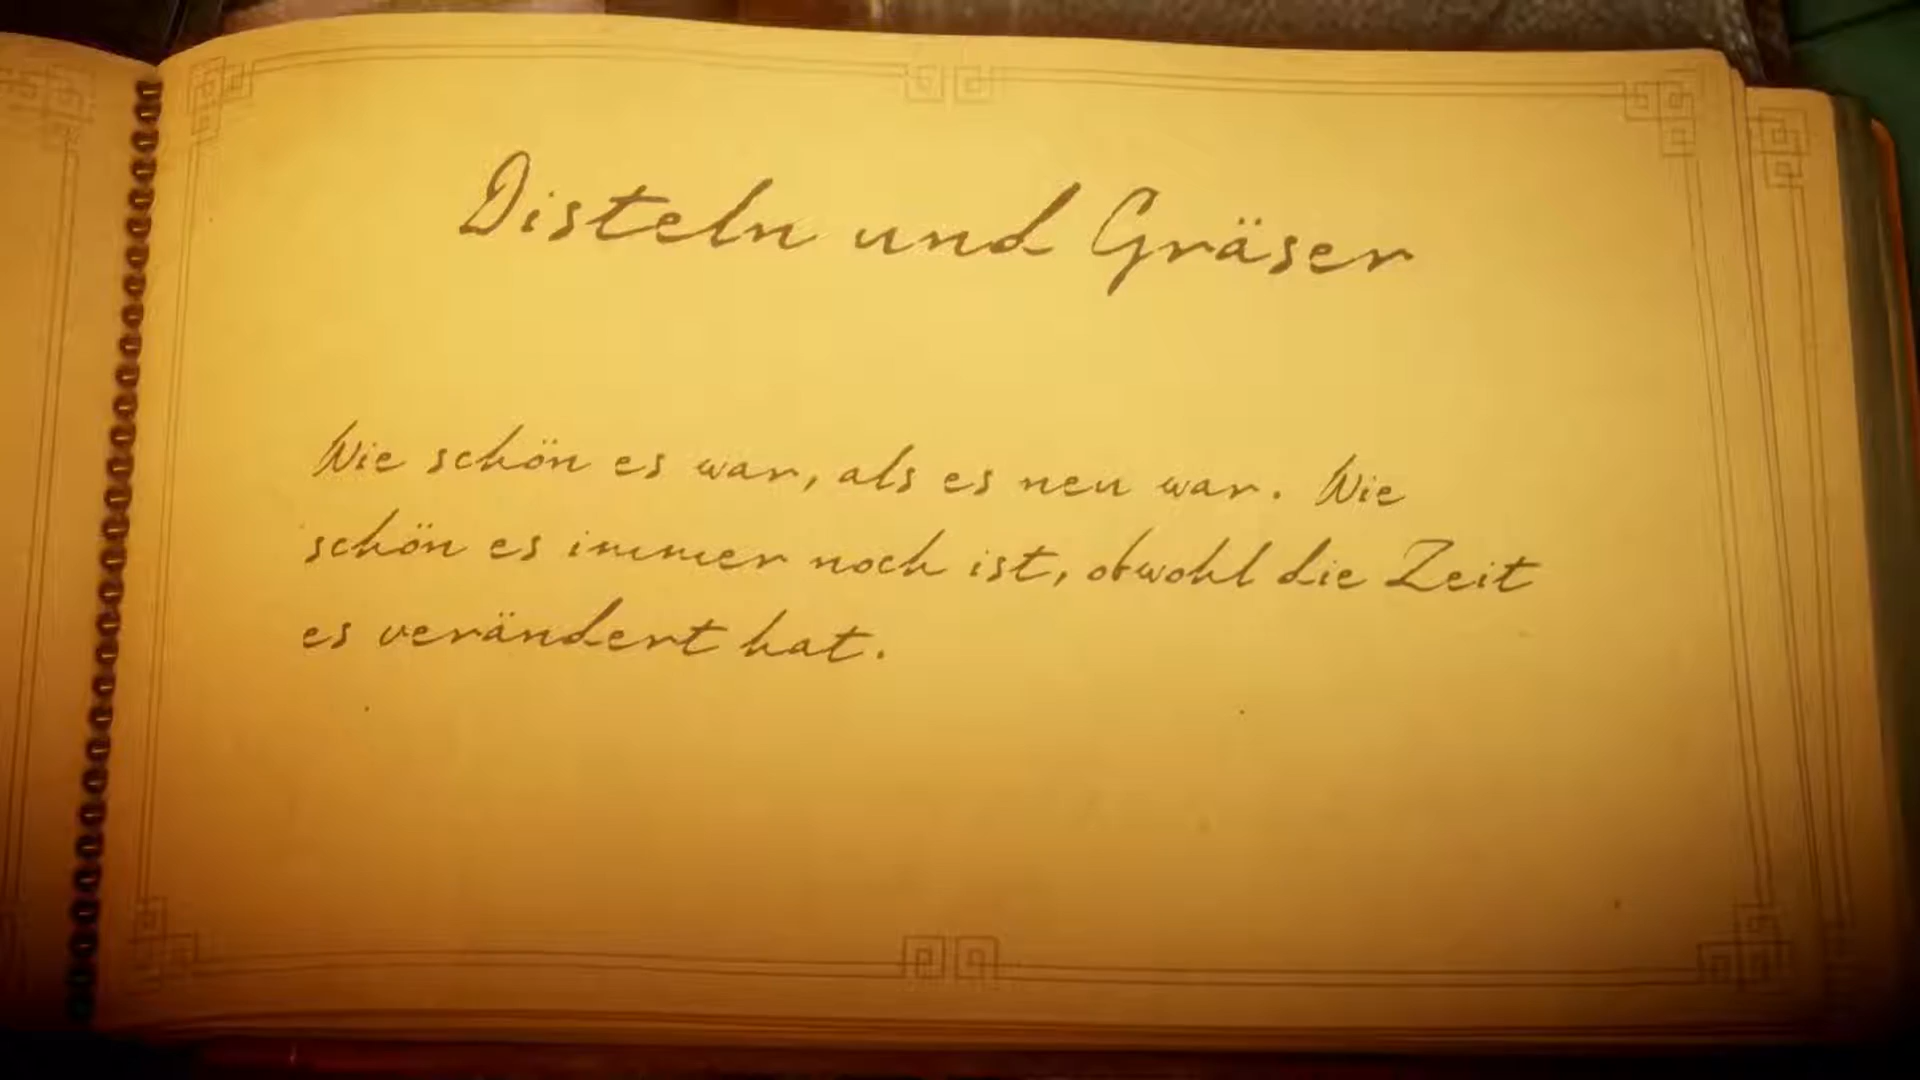 Disteln und Gräser
Wie schön es war, als es neu war. Wie
schön es immer noch ist, obwohl die Zeit
es verändert hat.